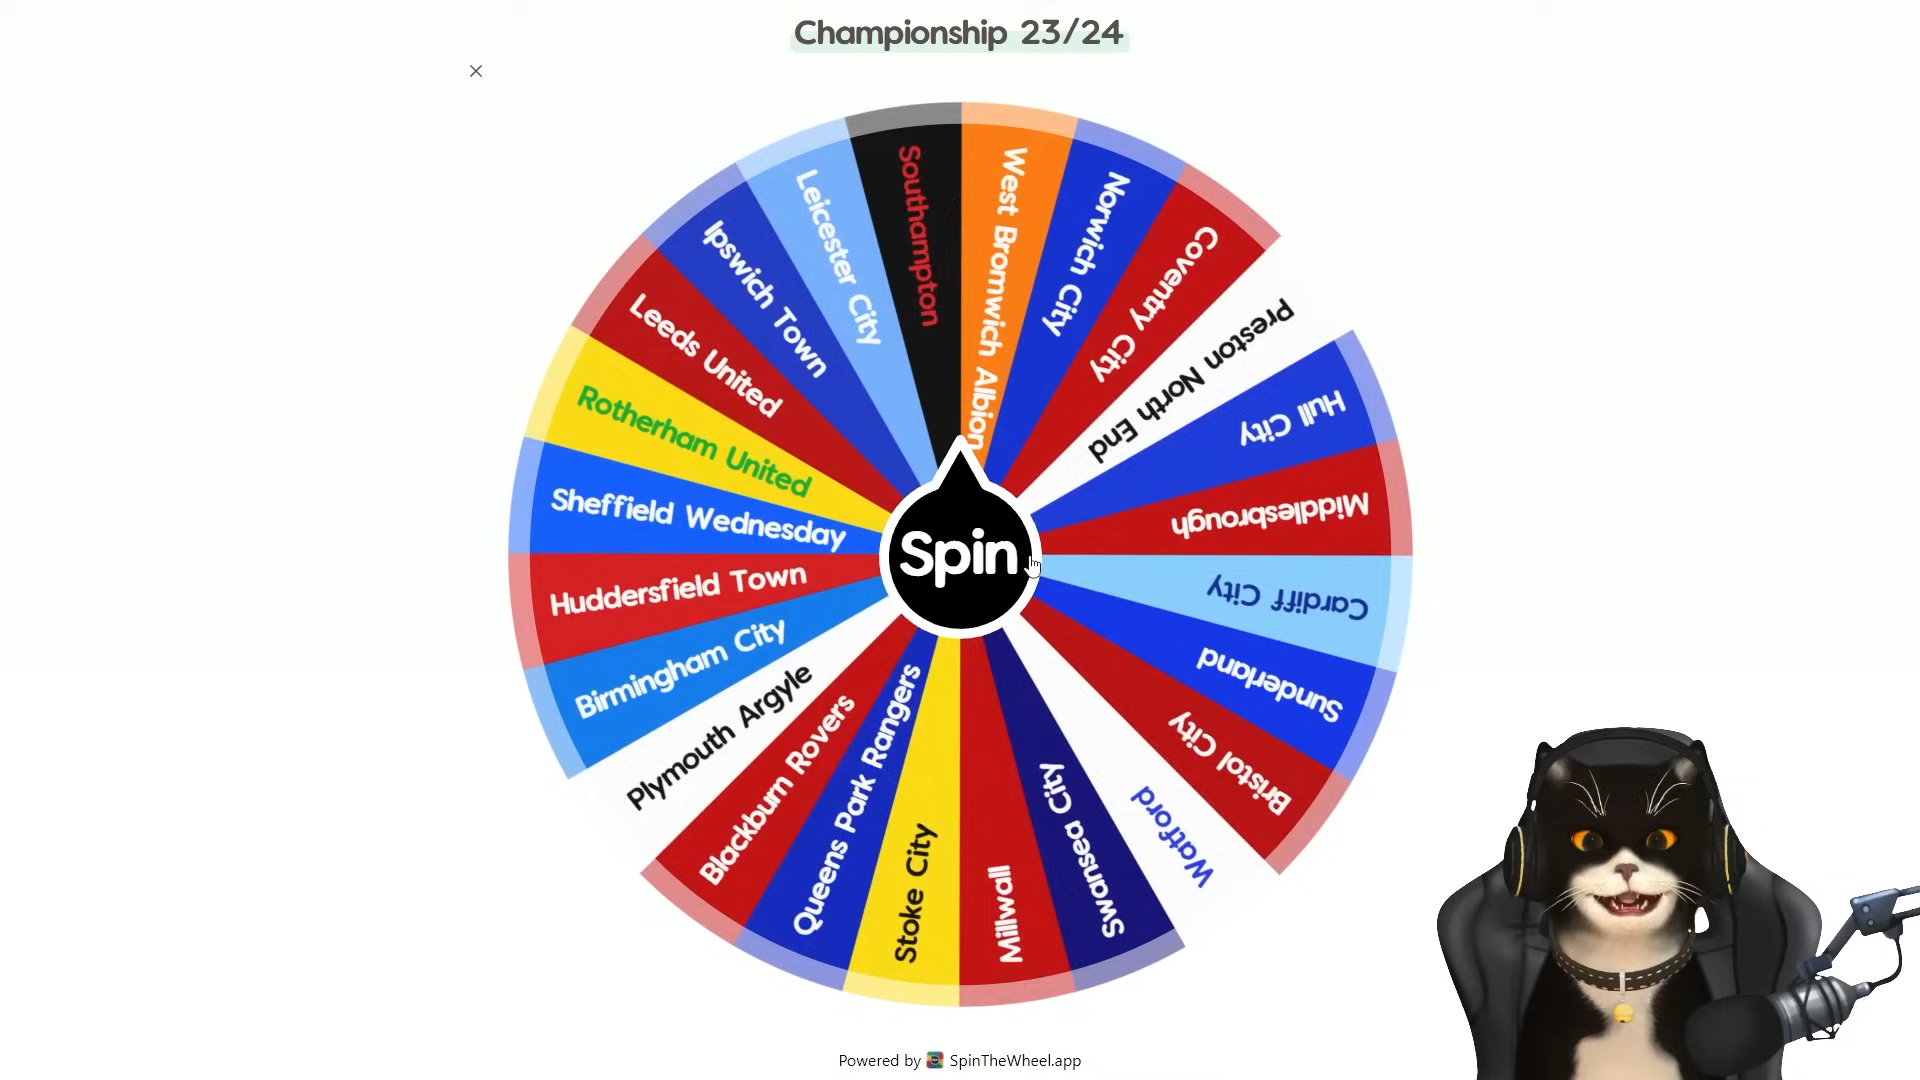 Championship 23/24
West Bromwich Albion
Norwich City
Coventry City
Preston North End
Hull City
Middlesbrough
Cardiff City
Sunderland
Bristol City
Watford
Swansea City
Millwall
Stoke City
Queens Park Rangers
Blackburn Rovers
Plymouth Argyle
Birmingham City
Huddersfield Town
Sheffield Wednesday
Rotherham United
Leeds United
Ipswich Town
Leicester City
Southampton
Spin
Powered by SpinTheWheel.app